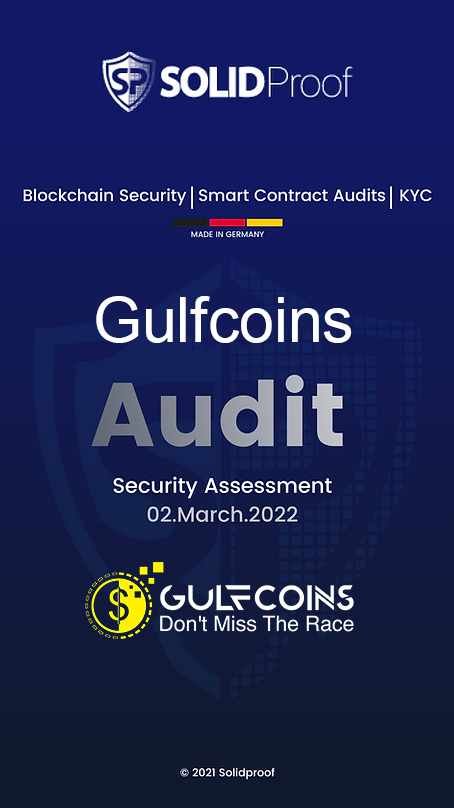 SP SOLIDProof
Blockchain Security| Smart Contract Audits| KYC
MADE IN GERMANY
Gulfcoins
Audit
Security Assessment
02.March.2022
$ GULFCOINS
Don't Miss The Race
© 2021 Solidproof